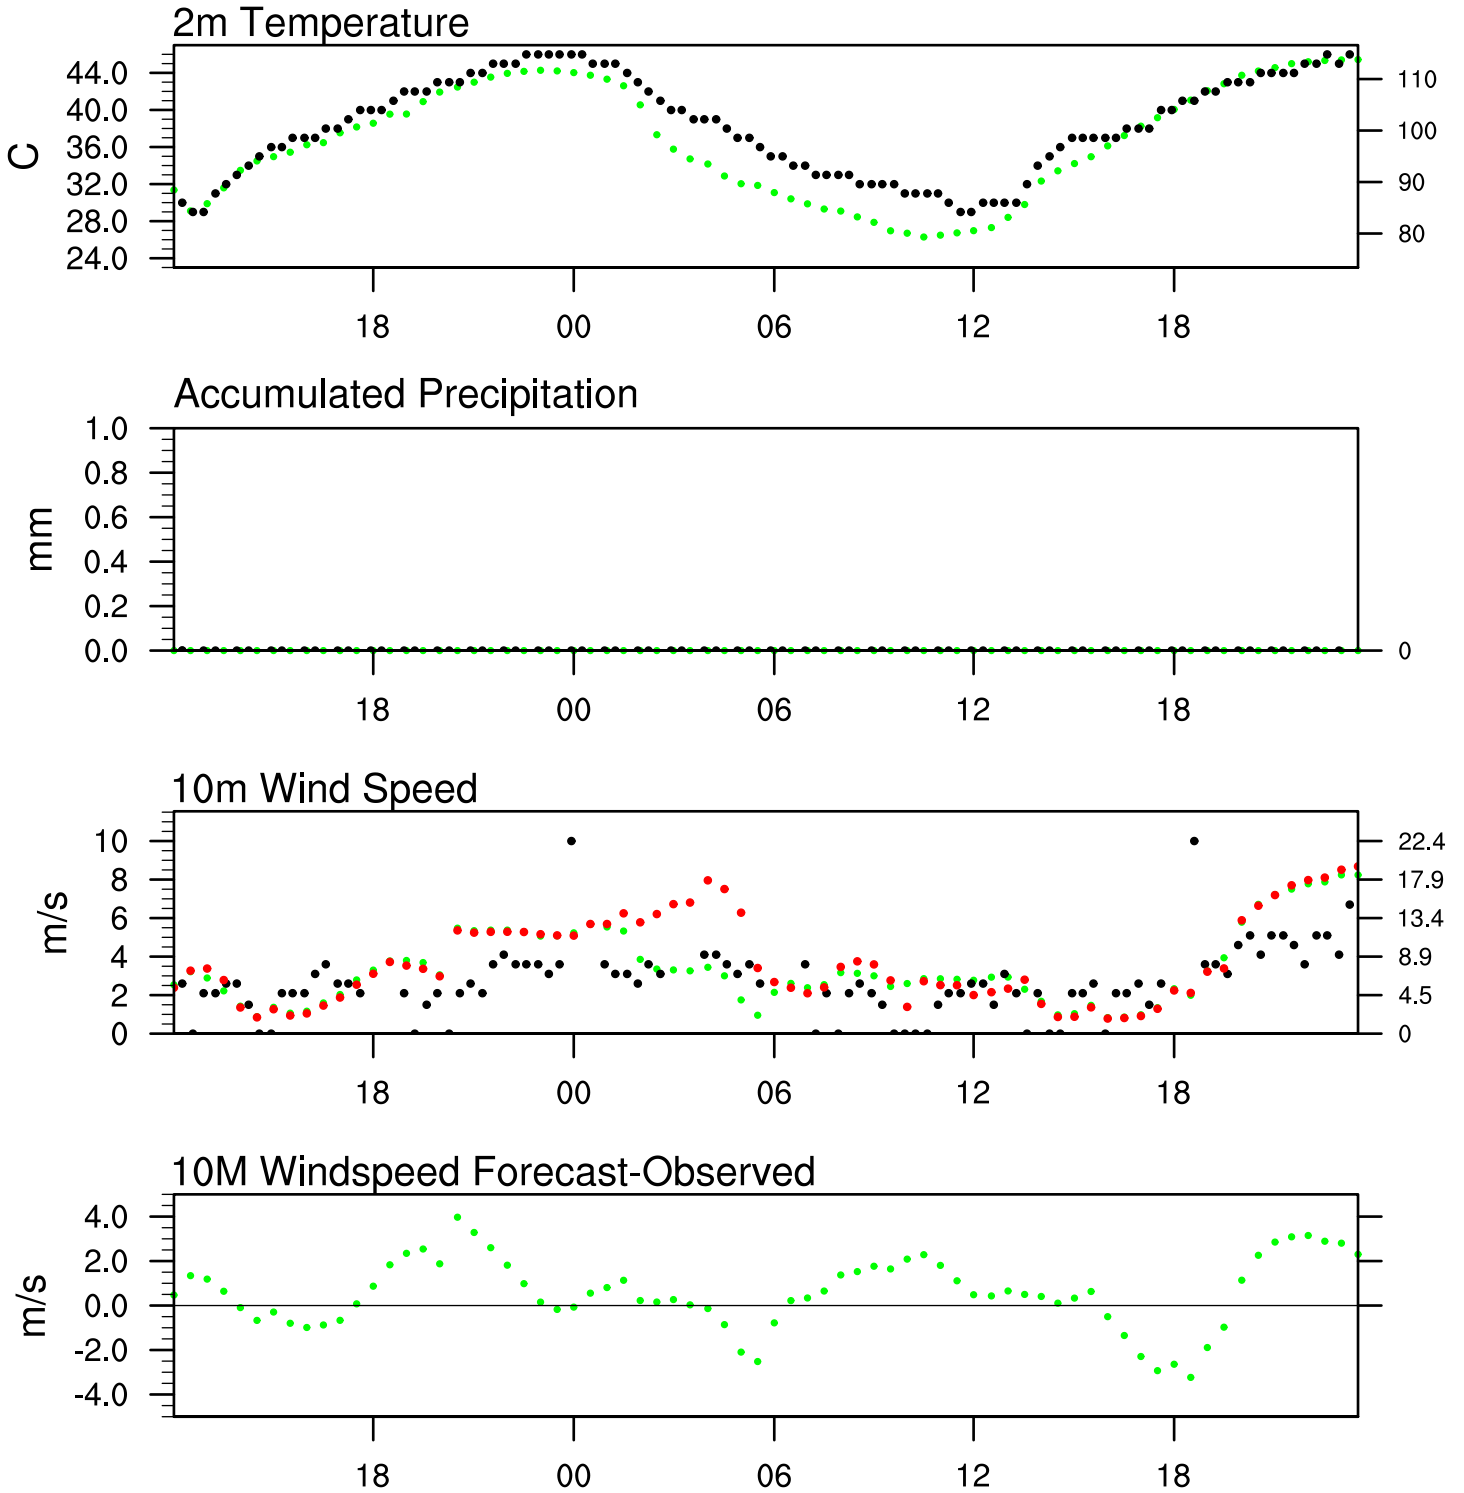 2m Temperature
44.0
40.0
36.0
32.0
28.0
24.0
C
110
100
90
80
18 00 06 12 18
Accumulated Precipitation
1.0
0.8
0.6
0.4
0.2
0.0
mm
0
18 00 06 12 18
10m Wind Speed
10
8
6
4
2
0
m/s
22.4
17.9
13.4
8.9
4.5
0
18 00 06 12 18
10M Windspeed Forecast-Observed
4.0
2.0
0.0
-2.0
-4.0
m/s
18 00 06 12 18